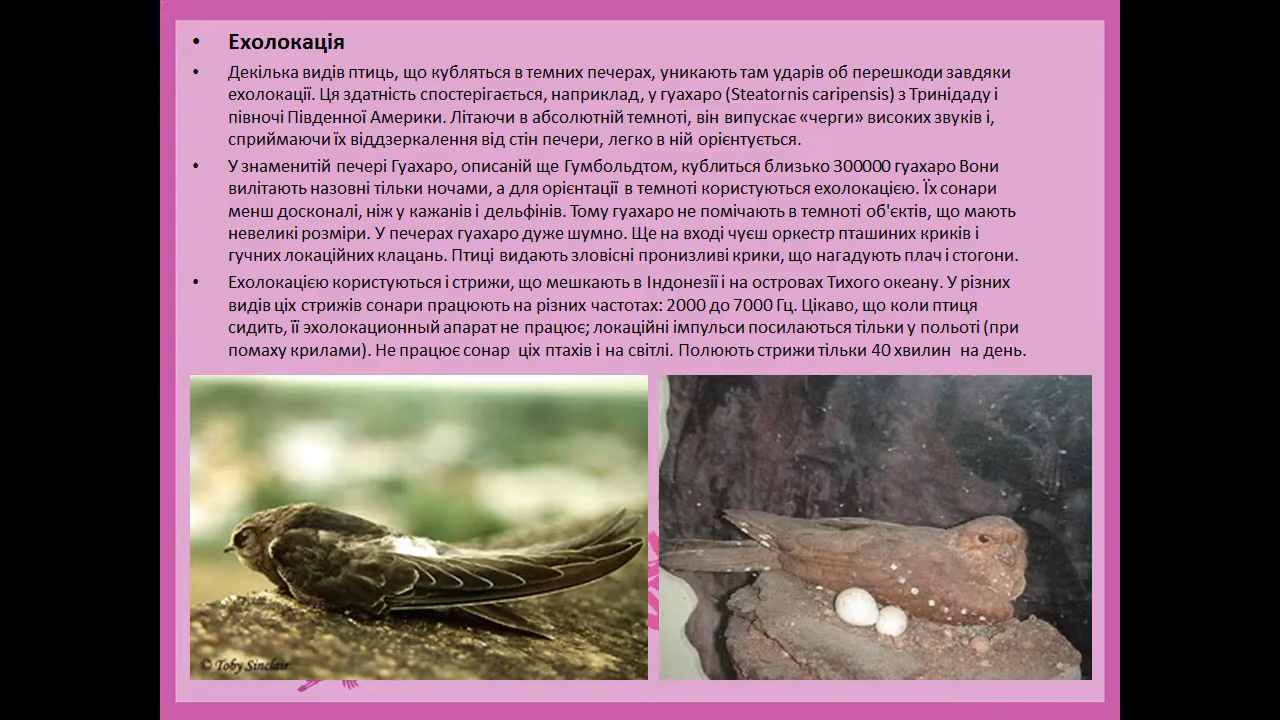 • Ехолокація
• Декілька видів птиць, що кубляться в темних печерах, уникають там ударів об перешкоди завдяки
ехолокації. Ця здатність спостерігається, наприклад, у гуахаро (Steatornis caripensis) з Тринідаду і
півночі Південної Америки. Літаючи в абсолютній темноті, він випускає «черги» високих звуків і,
сприймаючи їх віддзеркалення від стін печери, легко в ній орієнтується.
• У знаменитій печері Гуахаро, описаній ще Гумбольдтом, кублиться близько 300000 гуахаро Вони
вилітають назовні тільки ночами, а для орієнтації в темноті користуються ехолокацією. Їх сонари
менш досконалі, ніж у кажанів і дельфінів. Тому гуахаро не помічають в темноті об'єктів, що мають
невеликі розміри. У печерах гуахаро дуже шумно. Ще на вході чуєш оркестр пташиних криків і
гучних локаційних клацань. Птиці видають зловісні пронизливі крики, що нагадують плач і стогони.
• Ехолокацією користуються і стрижи, що мешкають в Індонезії і на островах Тихого океану. У різних
видів ціх стрижів сонари працюють на різних частотах: 2000 до 7000 Гц. Цікаво, що коли птиця
сидить, її эхолокационный апарат не працює; локаційні імпульси посилаються тільки у польоті (при
помаху крилами). Не працює сонар ціх птахів і на світлі. Полюють стрижи тільки 40 хвилин на день.
© Toby Sinclair